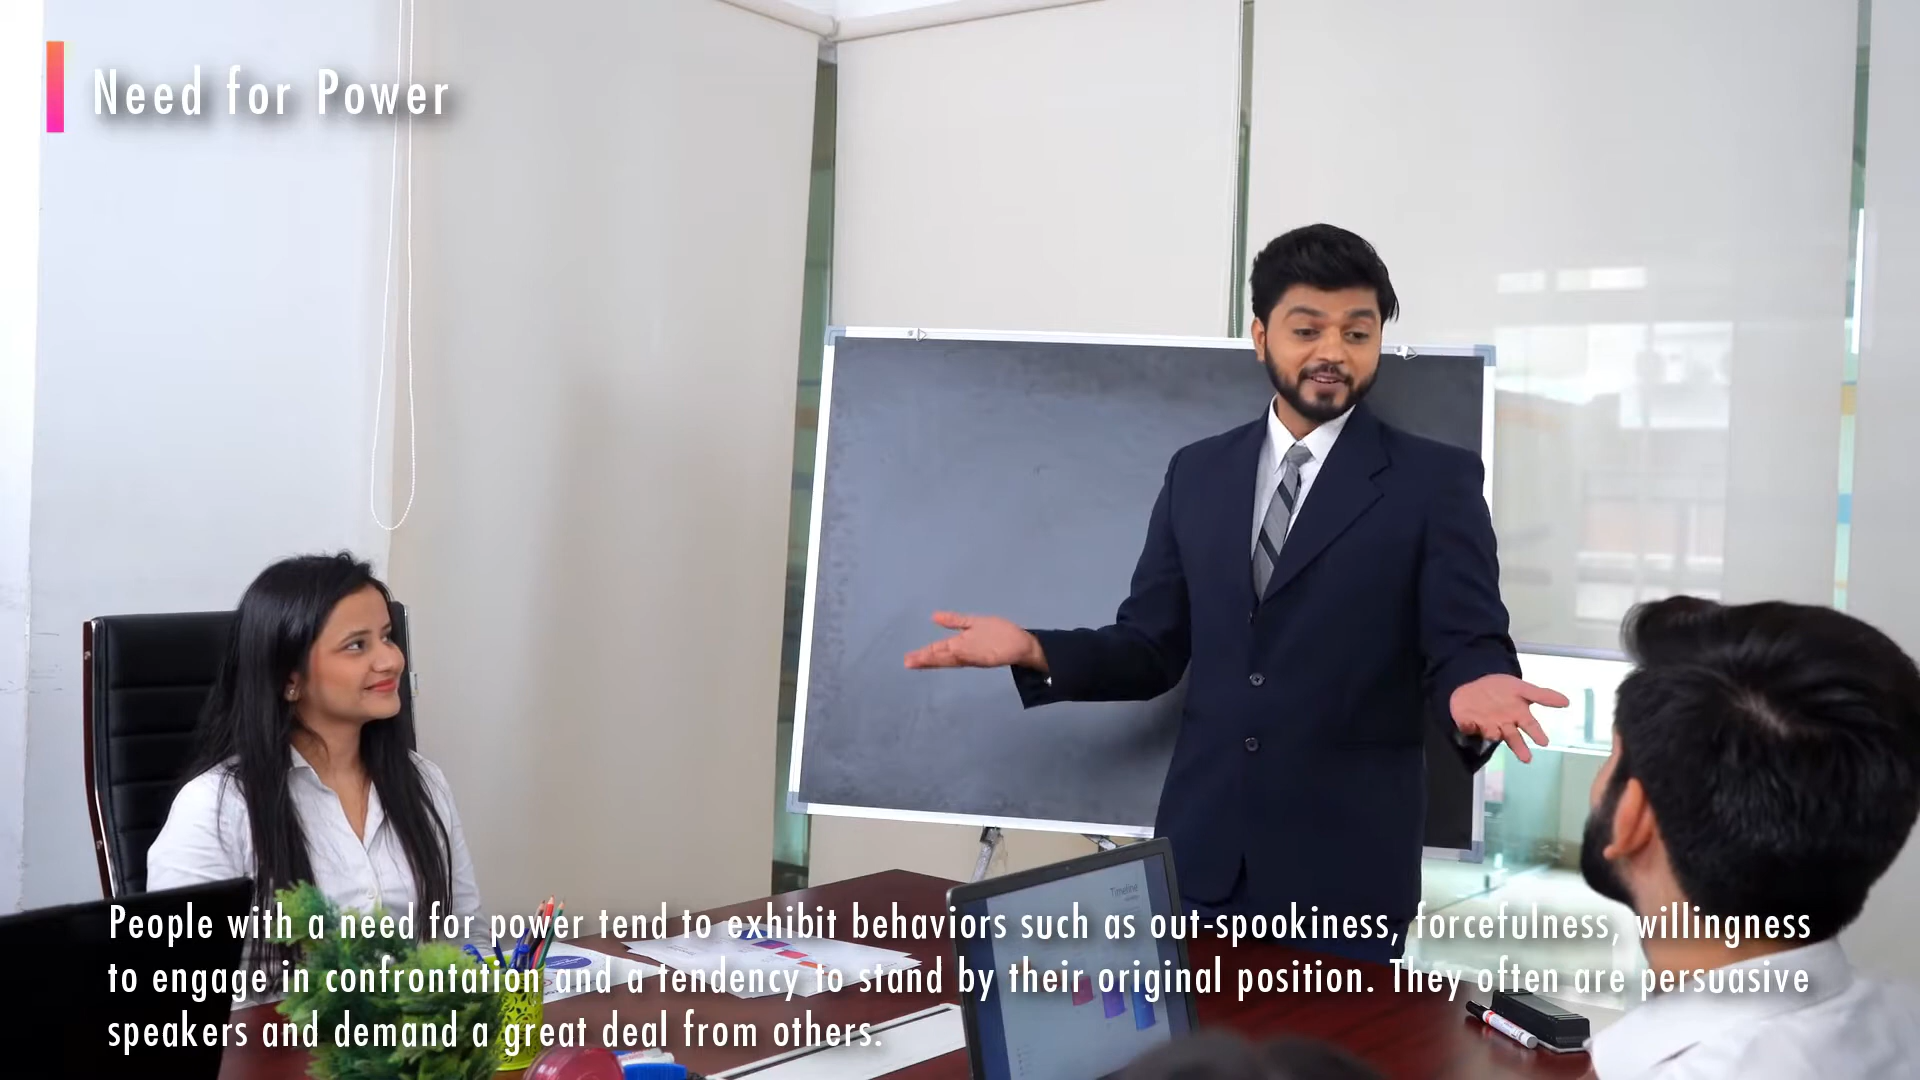 Need for Power
Timeline
People with a need for power tend to exhibit behaviors such as out-spookiness, forcefulness, willingness
to engage in confrontation and a tendency to stand by their original position. They often are persuasive
speakers and demand a great deal from others.